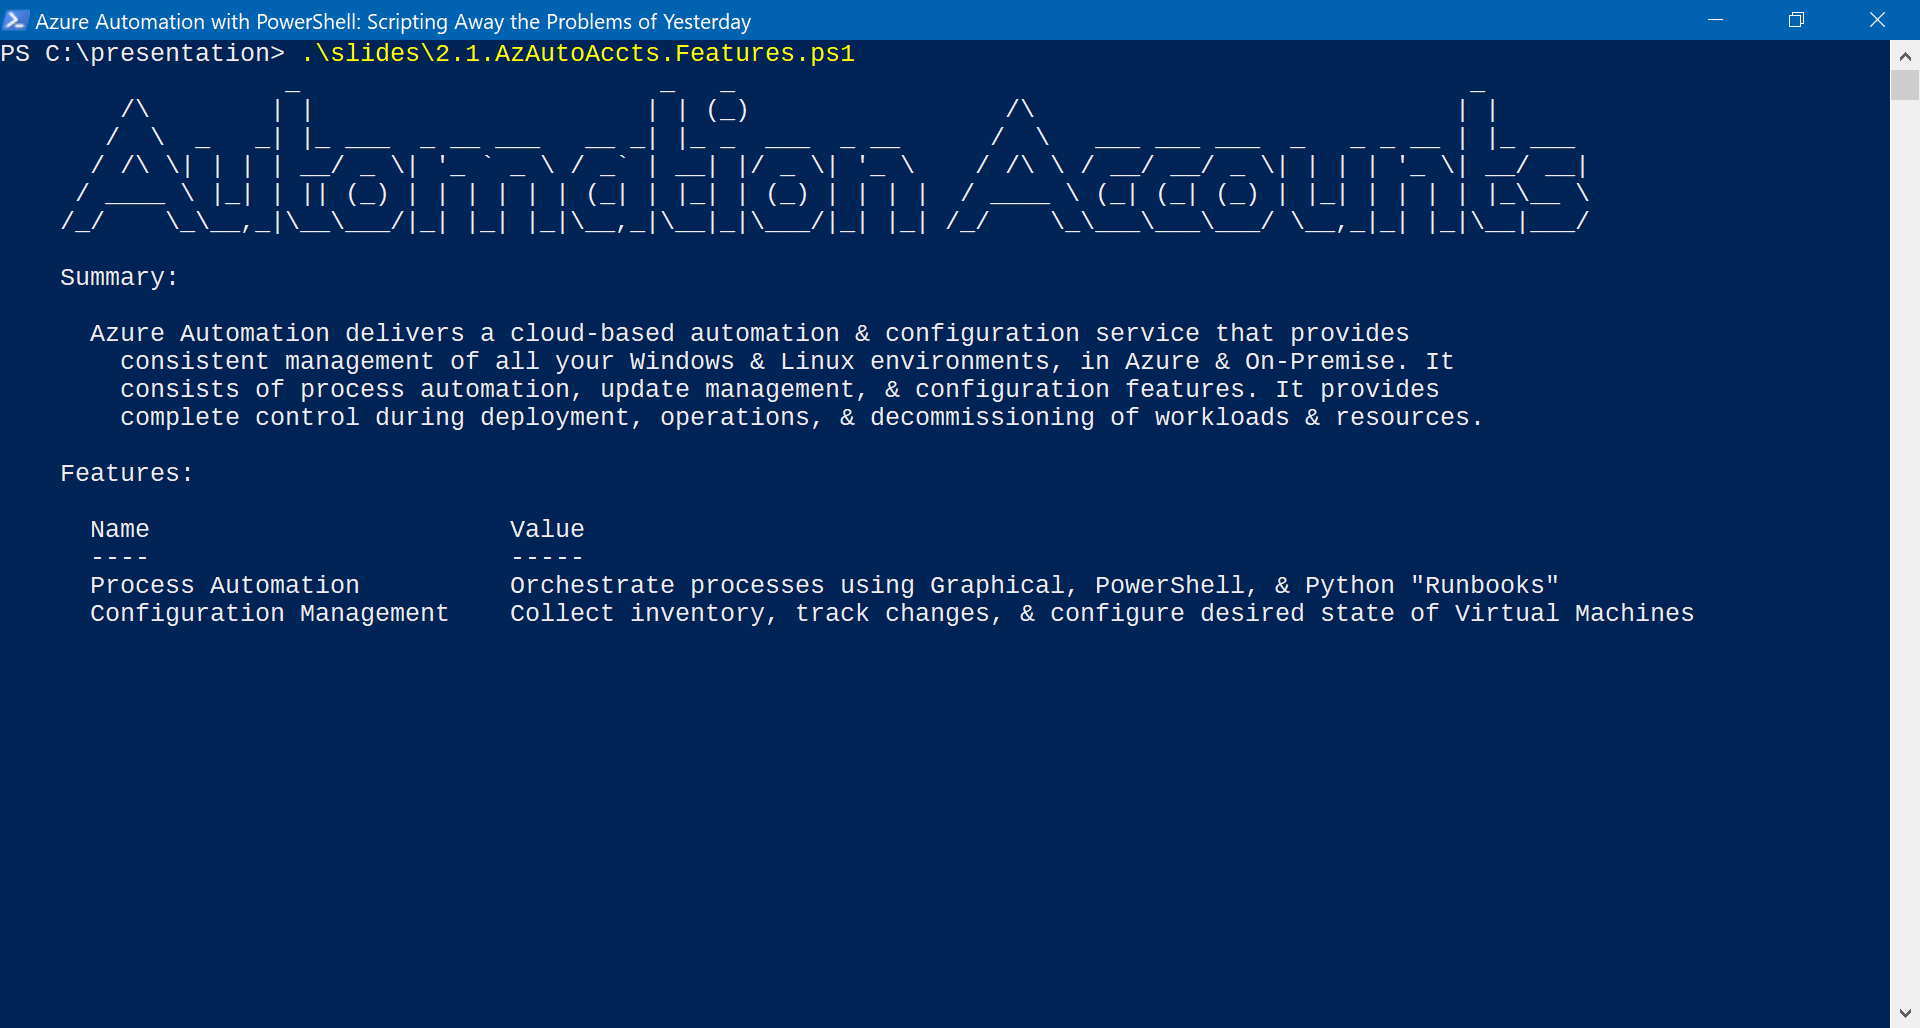 Azure Automation with PowerShell: Scripting Away the Problems of Yesterday
PS C:\presentation> .\slides\2.1.AzAutoAccts.Features.ps1
Automation Accounts
Summary:
Azure Automation delivers a cloud-based automation & configuration service that provides
consistent management of all your Windows & Linux environments, in Azure & On-Premise. It
consists of process automation, update management, & configuration features. It provides
complete control during deployment, operations, & decommissioning of workloads & resources.
Features:
Name Value
---- -----
Process Automation Orchestrate processes using Graphical, PowerShell, & Python "Runbooks"
Configuration Management Collect inventory, track changes, & configure desired state of Virtual Machines